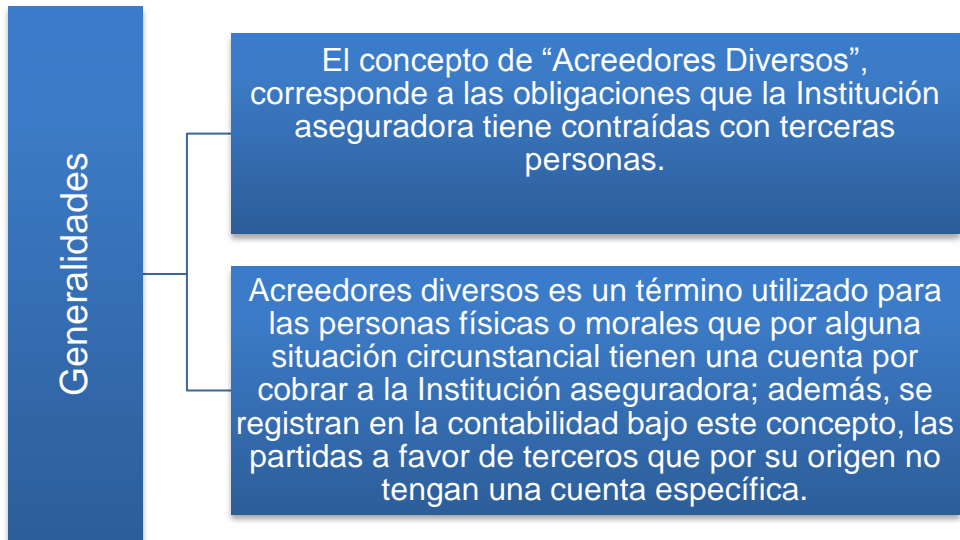 Generalidades
El concepto de “Acreedores Diversos”,
corresponde a las obligaciones que la Institución
aseguradora tiene contraídas con terceras
personas.
Acreedores diversos es un término utilizado para
las personas físicas o morales que por alguna
situación circunstancial tienen una cuenta por
cobrar a la Institución aseguradora; además, se
registran en la contabilidad bajo este concepto, las
partidas a favor de terceros que por su origen no
tengan una cuenta específica.